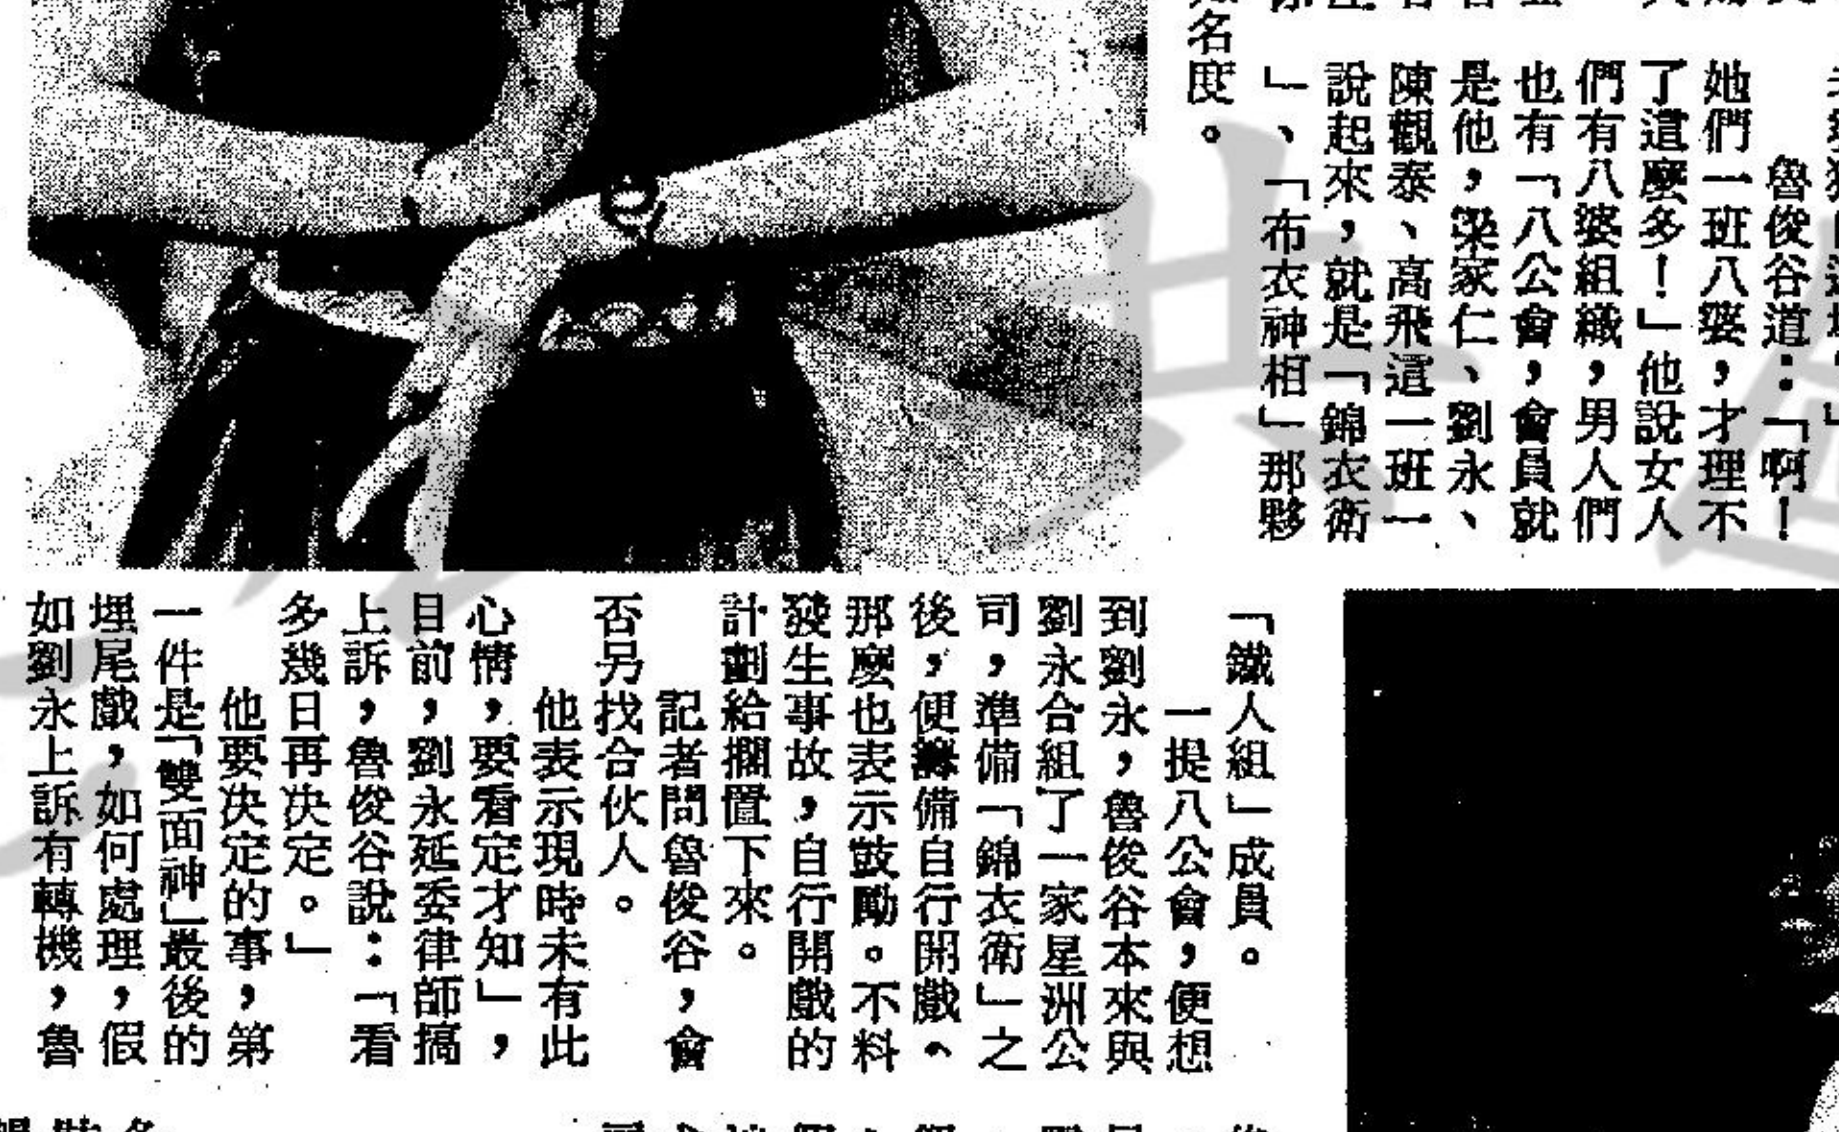 魯俊谷道：「啊！
她們一班八婆，才理不
了這麼多！」他說女人
們有八婆組織，男人們
也有「八公會，會員就
是他，梁家仁、劉永、
陳觀泰、高飛這一班一
說起來，就是「錦衣衛
」、「布衣神相」那夥
名度。
「鐵人組」成員。
一提八公會，便想
到劉永，魯俊谷本來與
劉永合組了一家星洲公
司，準備「錦衣衛」之
後，便籌備自行開戲、
那麼也表示鼓勵。不料
發生事故，自行開戲的
計劃給擱置下來。
記者問魯俊谷，會
否另找合伙人。
他表示現時未有此
心情，要看定才知」，
目前，劉永延委律師搞
上訴，魯俊谷說：「看
多幾日再決定。」
他要決定的事，第
一件是「雙面神」最後的
埋尾戲，如何處理，假
如劉永上訴有轉機，魯